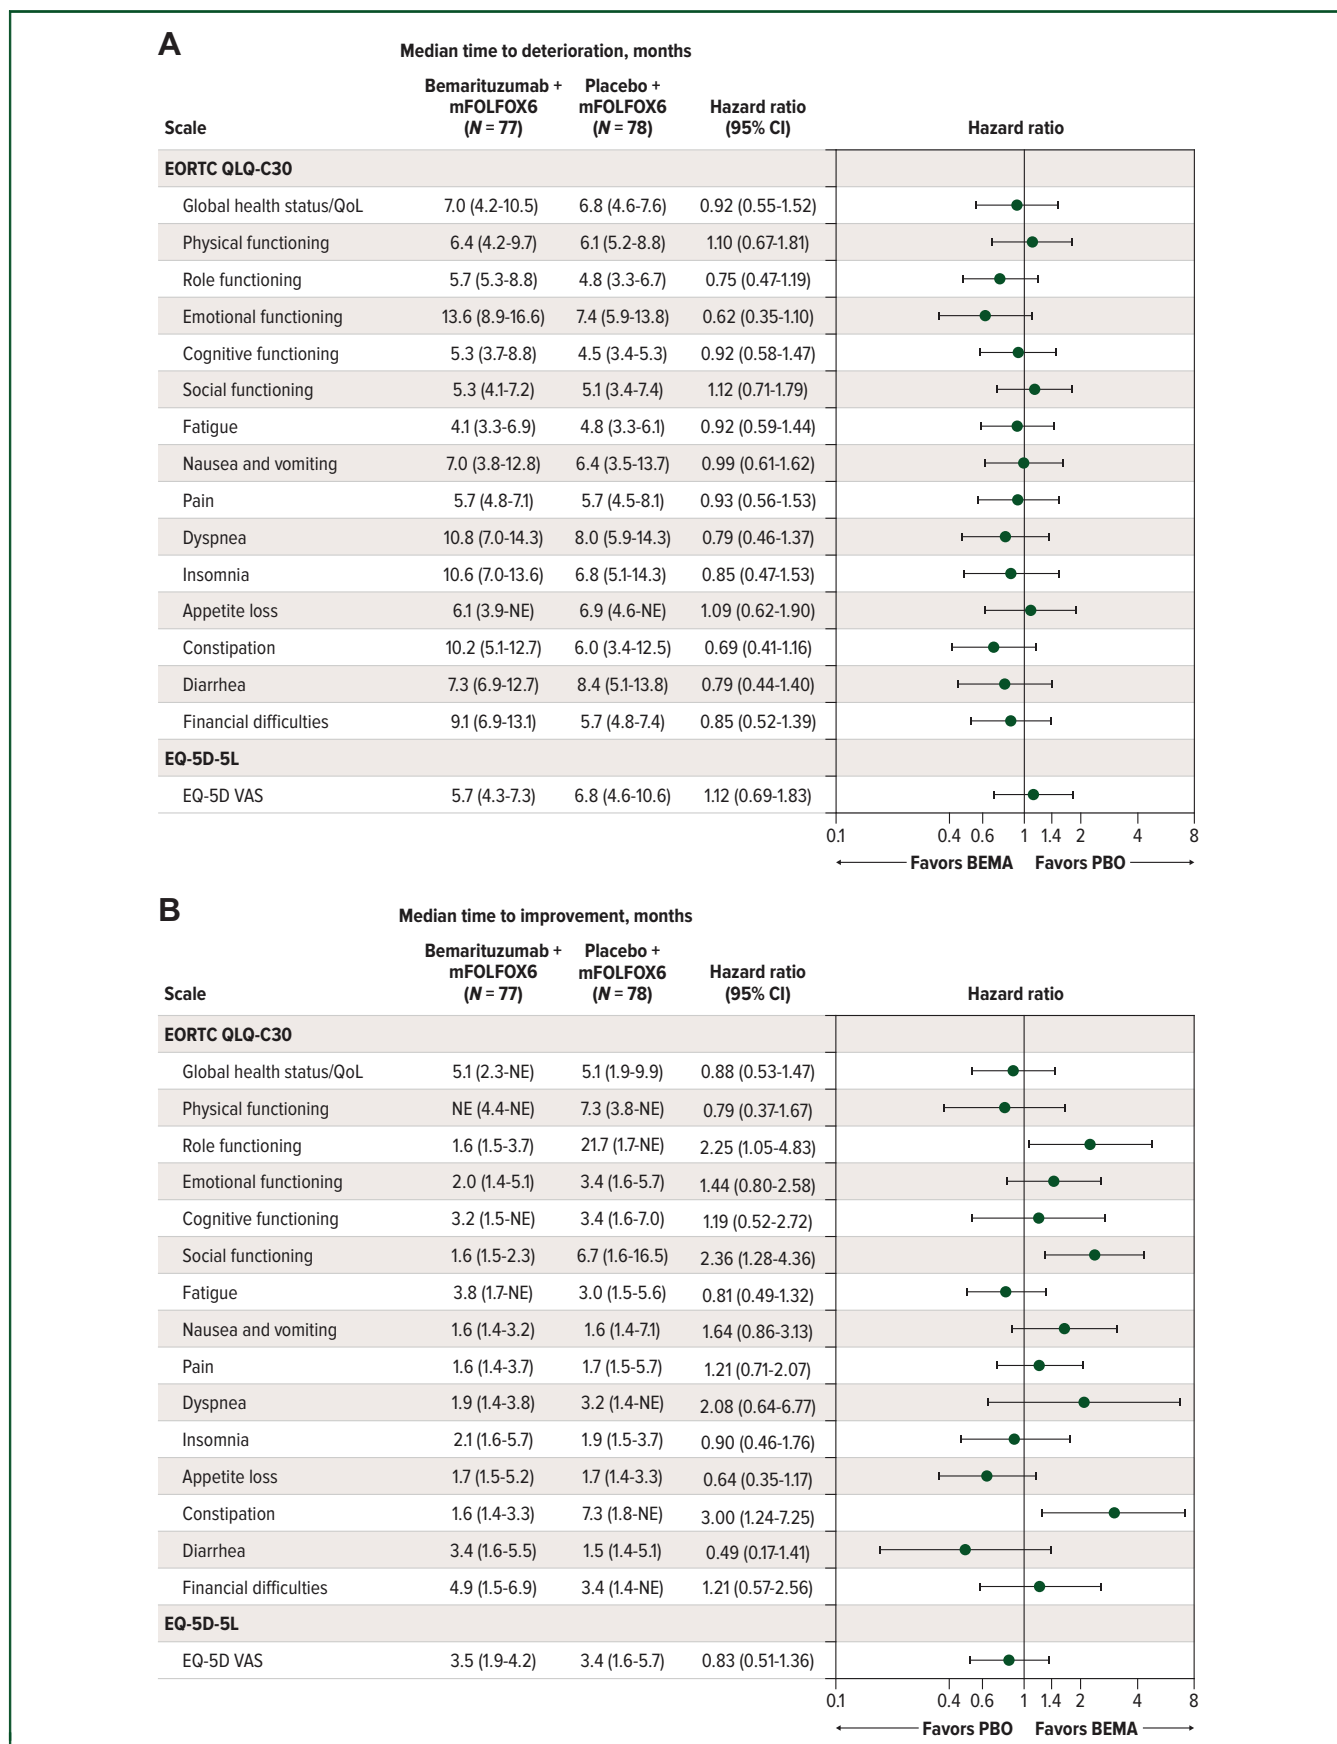 A
Median time to deterioration, months
Bemarituzumab + mFOLFOX6 (N = 77)
Placebo + mFOLFOX6 (N = 78)
Hazard ratio (95% CI)
Scale
Hazard ratio
EORTC QLQ-C30
Global health status/QoL 7.0 (4.2-10.5) 6.8 (4.6-7.6) 0.92 (0.55-1.52)
Physical functioning 6.4 (4.2-9.7) 6.1 (5.2-8.8) 1.10 (0.67-1.81)
Role functioning 5.7 (5.3-8.8) 4.8 (3.3-6.7) 0.75 (0.47-1.19)
Emotional functioning 13.6 (8.9-16.6) 7.4 (5.9-13.8) 0.62 (0.35-1.10)
Cognitive functioning 5.3 (3.7-8.8) 4.5 (3.4-5.3) 0.92 (0.58-1.47)
Social functioning 5.3 (4.1-7.2) 5.1 (3.4-7.4) 1.12 (0.71-1.79)
Fatigue 4.1 (3.3-6.9) 4.8 (3.3-6.1) 0.92 (0.59-1.44)
Nausea and vomiting 7.0 (3.8-12.8) 6.4 (3.5-13.7) 0.99 (0.61-1.62)
Pain 5.7 (4.8-7.1) 5.7 (4.5-8.1) 0.93 (0.56-1.53)
Dyspnea 10.8 (7.0-14.3) 8.0 (5.9-14.3) 0.79 (0.46-1.37)
Insomnia 10.6 (7.0-13.6) 6.8 (5.1-14.3) 0.85 (0.47-1.53)
Appetite loss 6.1 (3.9-NE) 6.9 (4.6-NE) 1.09 (0.62-1.90)
Constipation 10.2 (5.1-12.7) 6.0 (3.4-12.5) 0.69 (0.41-1.16)
Diarrhea 7.3 (6.9-12.7) 8.4 (5.1-13.8) 0.79 (0.44-1.40)
Financial difficulties 9.1 (6.9-13.1) 5.7 (4.8-7.4) 0.85 (0.52-1.39)
EQ-5D-5L
EQ-5D VAS 5.7 (4.3-7.3) 6.8 (4.6-10.6) 1.12 (0.69-1.83)
0.1 0.4 0.6 1 1.4 2 4 8
Favors BEMA Favors PBO
B
Median time to improvement, months
Bemarituzumab + mFOLFOX6 (N = 77)
Placebo + mFOLFOX6 (N = 78)
Hazard ratio (95% CI)
Scale
Hazard ratio
EORTC QLQ-C30
Global health status/QoL 5.1 (2.3-NE) 5.1 (1.9-9.9) 0.88 (0.53-1.47)
Physical functioning NE (4.4-NE) 7.3 (3.8-NE) 0.79 (0.37-1.67)
Role functioning 1.6 (1.5-3.7) 21.7 (1.7-NE) 2.25 (1.05-4.83)
Emotional functioning 2.0 (1.4-5.1) 3.4 (1.6-5.7) 1.44 (0.80-2.58)
Cognitive functioning 3.2 (1.5-NE) 3.4 (1.6-7.0) 1.19 (0.52-2.72)
Social functioning 1.6 (1.5-2.3) 6.7 (1.6-16.5) 2.36 (1.28-4.36)
Fatigue 3.8 (1.7-NE) 3.0 (1.5-5.6) 0.81 (0.49-1.32)
Nausea and vomiting 1.6 (1.4-3.2) 1.6 (1.4-7.1) 1.64 (0.86-3.13)
Pain 1.6 (1.4-3.7) 1.7 (1.5-5.7) 1.21 (0.71-2.07)
Dyspnea 1.9 (1.4-3.8) 3.2 (1.4-NE) 2.08 (0.64-6.77)
Insomnia 2.1 (1.6-5.7) 1.9 (1.5-3.7) 0.90 (0.46-1.76)
Appetite loss 1.7 (1.5-5.2) 1.7 (1.4-3.3) 0.64 (0.35-1.17)
Constipation 1.6 (1.4-3.3) 7.3 (1.8-NE) 3.00 (1.24-7.25)
Diarrhea 3.4 (1.6-5.5) 1.5 (1.4-5.1) 0.49 (0.17-1.41)
Financial difficulties 4.9 (1.5-6.9) 3.4 (1.4-NE) 1.21 (0.57-2.56)
EQ-5D-5L
EQ-5D VAS 3.5 (1.9-4.2) 3.4 (1.6-5.7) 0.83 (0.51-1.36)
0.1 0.4 0.6 1 1.4 2 4 8
Favors PBO Favors BEMA